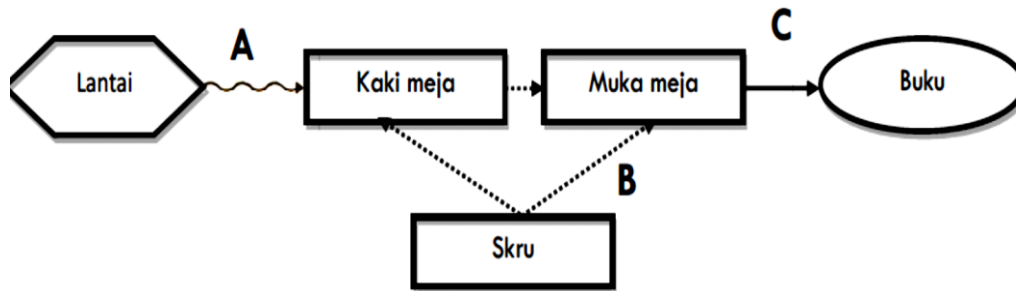 A
C
Lantai
Kaki meja
Muka meja
Buku
B
Skru